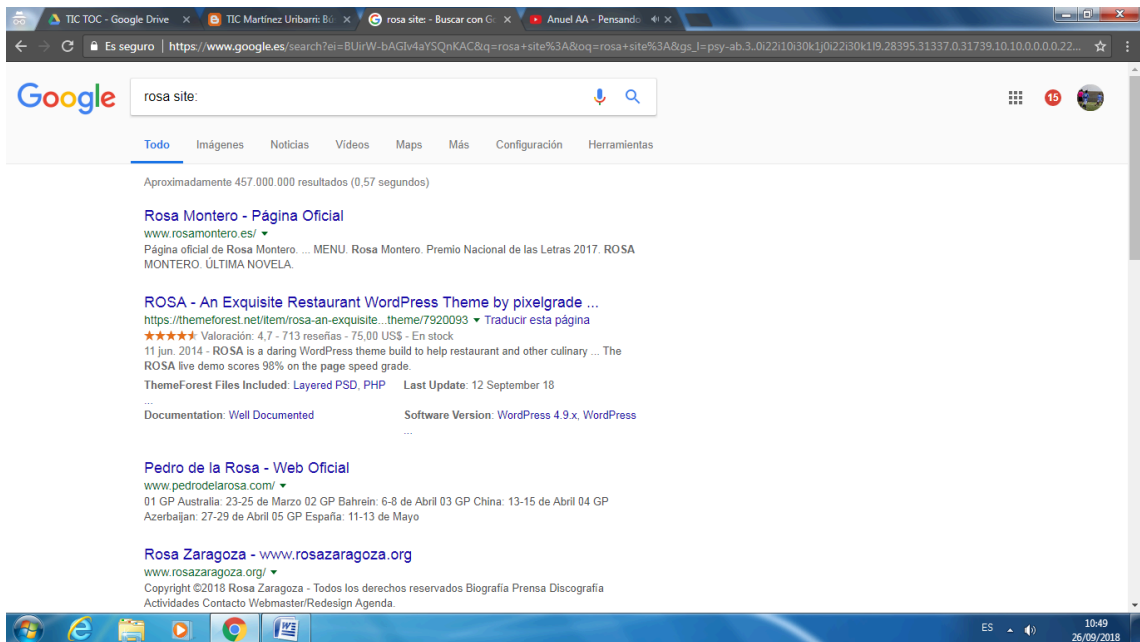 TIC TOC - Google Drive
TIC Martínez Uribarri: Bú
rosa site: - Buscar con Go
Anuel AA - Pensando
Es seguro | https://www.google.es/search?ei=BUirW-bAGIv4aYSQnKAC&q=rosa+site%3A&oq=rosa+site%3A&gs_l=psy-ab.3..0i22i10i30k1j0i22i30k1l9.28395.31337.0.31739.10.10.0.0.0.0.22...
Google
rosa site:
15
Todo Imágenes Noticias Vídeos Maps Más Configuración Herramientas
Aproximadamente 457.000.000 resultados (0,57 segundos)
Rosa Montero - Página Oficial
www.rosamontero.es/
Página oficial de Rosa Montero. ... MENU. Rosa Montero. Premio Nacional de las Letras 2017. ROSA
MONTERO. ÚLTIMA NOVELA.
ROSA - An Exquisite Restaurant WordPress Theme by pixelgrade ...
https://themeforest.net/item/rosa-an-exquisite...theme/7920093 Traducir esta página
Valoración: 4,7 - 713 reseñas - 75,00 US$ - En stock
11 jun. 2014 - ROSA is a daring WordPress theme build to help restaurant and other culinary ... The
ROSA live demo scores 98% on the page speed grade.
ThemeForest Files Included: Layered PSD, PHP Last Update: 12 September 18
...
Documentation: Well Documented Software Version: WordPress 4.9.x, WordPress
...
Pedro de la Rosa - Web Oficial
www.pedrodelarosa.com/
01 GP Australia: 23-25 de Marzo 02 GP Bahrein: 6-8 de Abril 03 GP China: 13-15 de Abril 04 GP
Azerbaijan: 27-29 de Abril 05 GP España: 11-13 de Mayo
Rosa Zaragoza - www.rosazaragoza.org
www.rosazaragoza.org/
Copyright ©2018 Rosa Zaragoza - Todos los derechos reservados Biografía Prensa Discografía
Actividades Contacto Webmaster/Redesign Agenda.
ES
10:49
26/09/2018